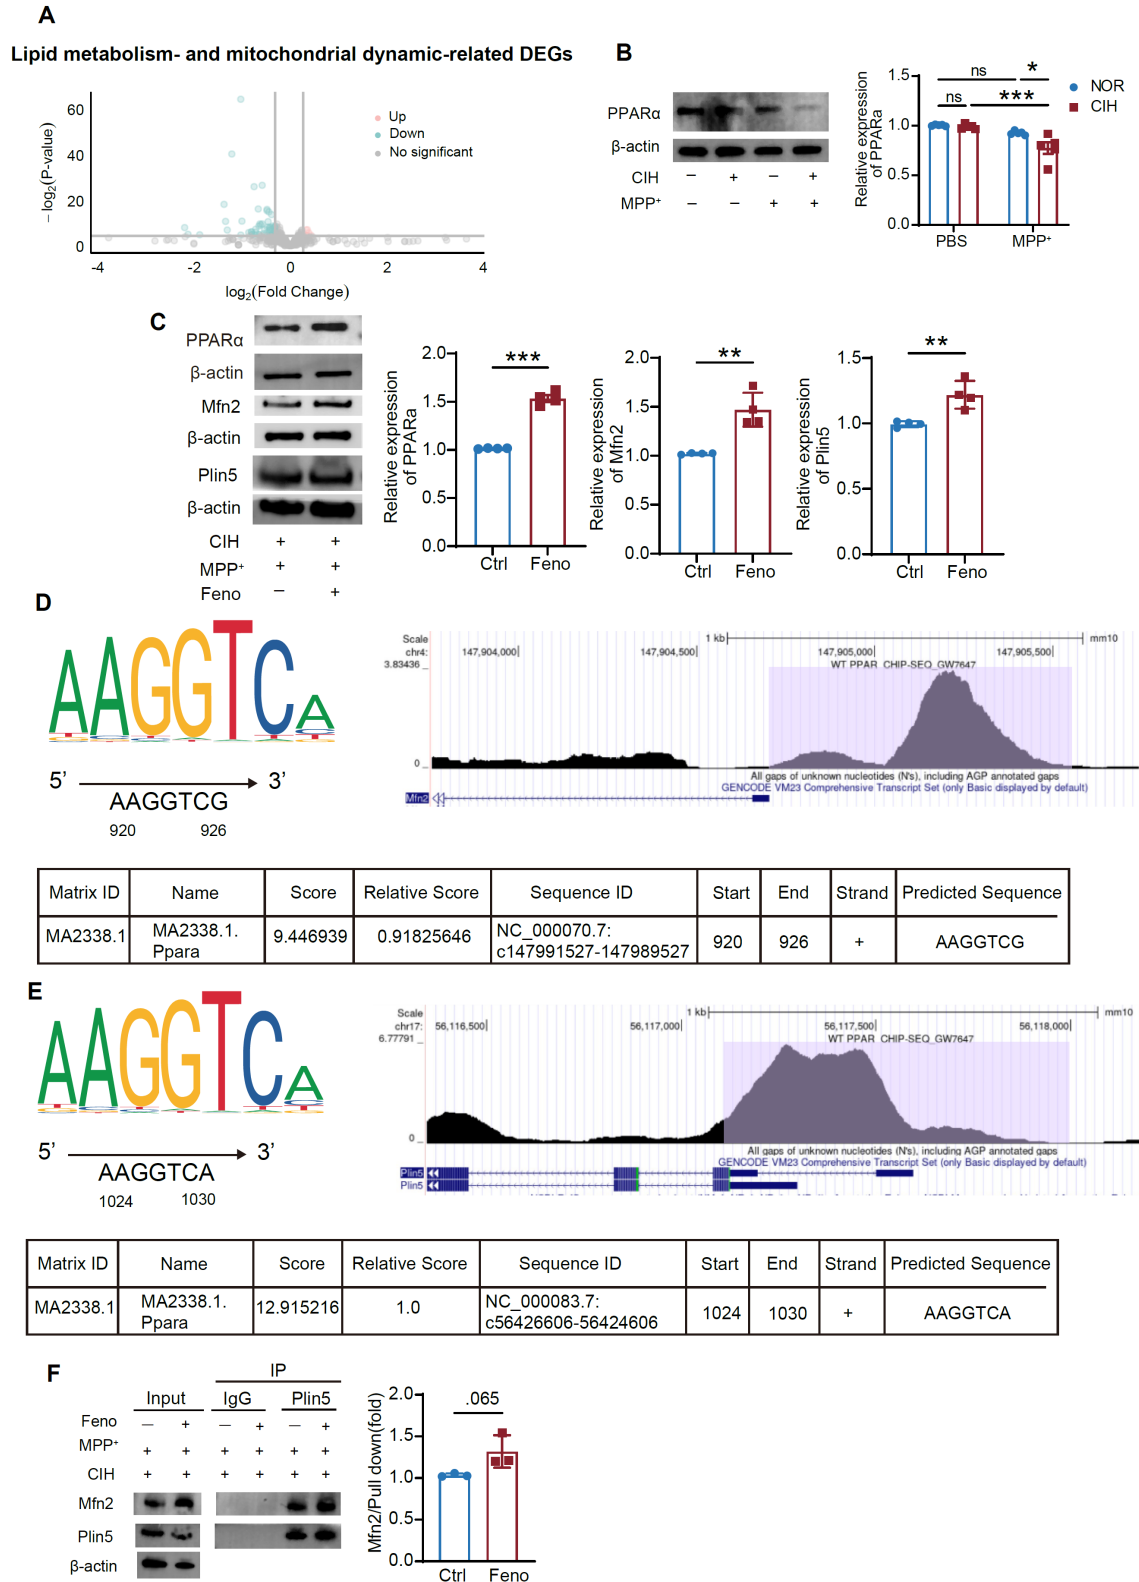 A
Lipid metabolism- and mitochondrial dynamic-related DEGs
− log2(P-value)
60
40
20
0
-4
-2
0
2
4
log2(Fold Change)
Up
Down
No significant
B
PPARα
β-actin
CIH − + − +
MPP+ − − + +
Relative expression
of PPARa
1.5
1.0
0.5
0.0
ns *
ns ***
PBS MPP+
NOR
CIH
C
PPARα
β-actin
Mfn2
β-actin
Plin5
β-actin
CIH + +
MPP+ + +
Feno − +
Relative expression
of PPARa
2.0
1.5
1.0
0.5
0.0
***
Ctrl Feno
Relative expression
of Mfn2
2.0
1.5
1.0
0.5
0.0
**
Ctrl Feno
Relative expression
of Plin5
1.5
1.0
0.5
0.0
**
Ctrl Feno
D
AAGGTCA
5’ 3’
AAGGTCG
920 926
Scale 1 kb mm10
chr4: 147,904,000 147,904,500 147,905,000 147,905,500
3.83436 _ WT PPAR_CHIP-SEQ_GW7647
0 _
All gaps of unknown nucleotides (N's), including AGP annotated gaps
GENCODE VM23 Comprehensive Transcript Set (only Basic displayed by default)
Mfn2
Matrix ID Name Score Relative Score Sequence ID Start End Strand Predicted Sequence
MA2338.1 MA2338.1. Ppara 9.446939 0.91825646 NC_000070.7: c147991527-147989527 920 926 + AAGGTCG
E
AAGGTCA
5’ 3’
AAGGTCA
1024 1030
Scale 1 kb mm10
chr17: 56,116,500 56,117,000 56,117,500 56,118,000
6.77791 _ WT PPAR_CHIP-SEQ_GW7647
0 _
All gaps of unknown nucleotides (N's), including AGP annotated gaps
GENCODE VM23 Comprehensive Transcript Set (only Basic displayed by default)
Plin5
Plin5
Matrix ID Name Score Relative Score Sequence ID Start End Strand Predicted Sequence
MA2338.1 MA2338.1. Ppara 12.915216 1.0 NC_000083.7: c56426606-56424606 1024 1030 + AAGGTCA
F
IP
Input IgG Plin5
Feno − + − + − +
MPP+ + + + + + +
CIH + + + + + +
Mfn2
Plin5
β-actin
Mfn2/Pull down(fold)
2.0
1.5
1.0
0.5
0.0
.065
Ctrl Feno